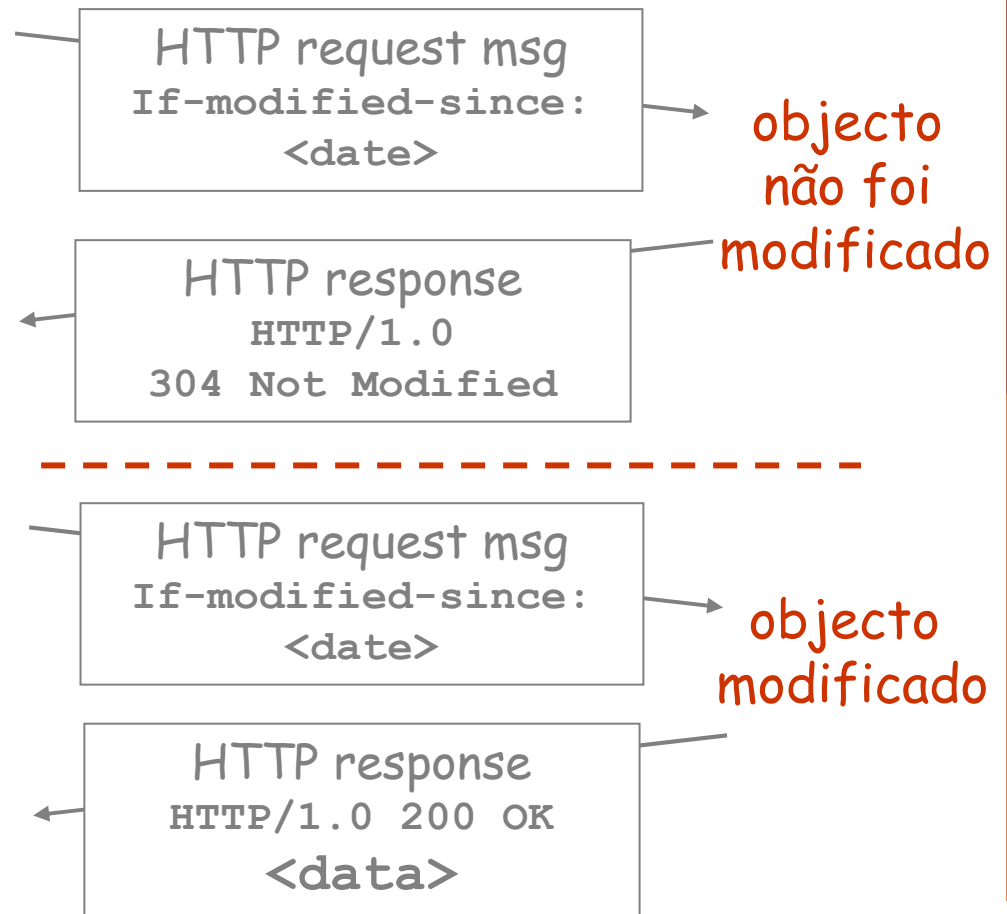 HTTP request msg
If-modified-since:
<date>
objecto
não foi
modificado
HTTP response
HTTP/1.0
304 Not Modified
HTTP request msg
If-modified-since:
<date>
objecto
modificado
HTTP response
HTTP/1.0 200 OK
<data>